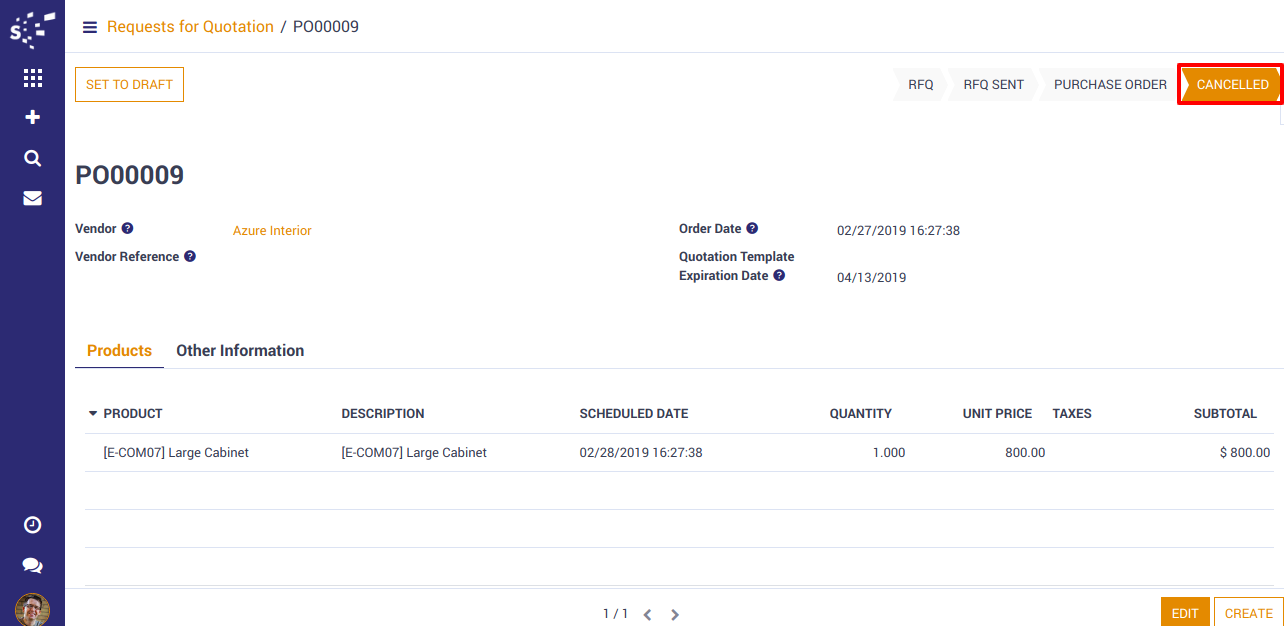 Requests for Quotation / PO00009
SET TO DRAFT
RFQ RFQ SENT PURCHASE ORDER CANCELLED
PO00009
Vendor ? Azure Interior
Order Date ? 02/27/2019 16:27:38
Vendor Reference ?
Quotation Template
Expiration Date ? 04/13/2019
Products Other Information
PRODUCT DESCRIPTION SCHEDULED DATE QUANTITY UNIT PRICE TAXES SUBTOTAL
[E-COM07] Large Cabinet [E-COM07] Large Cabinet 02/28/2019 16:27:38 1.000 800.00 $ 800.00
1 / 1
EDIT CREATE